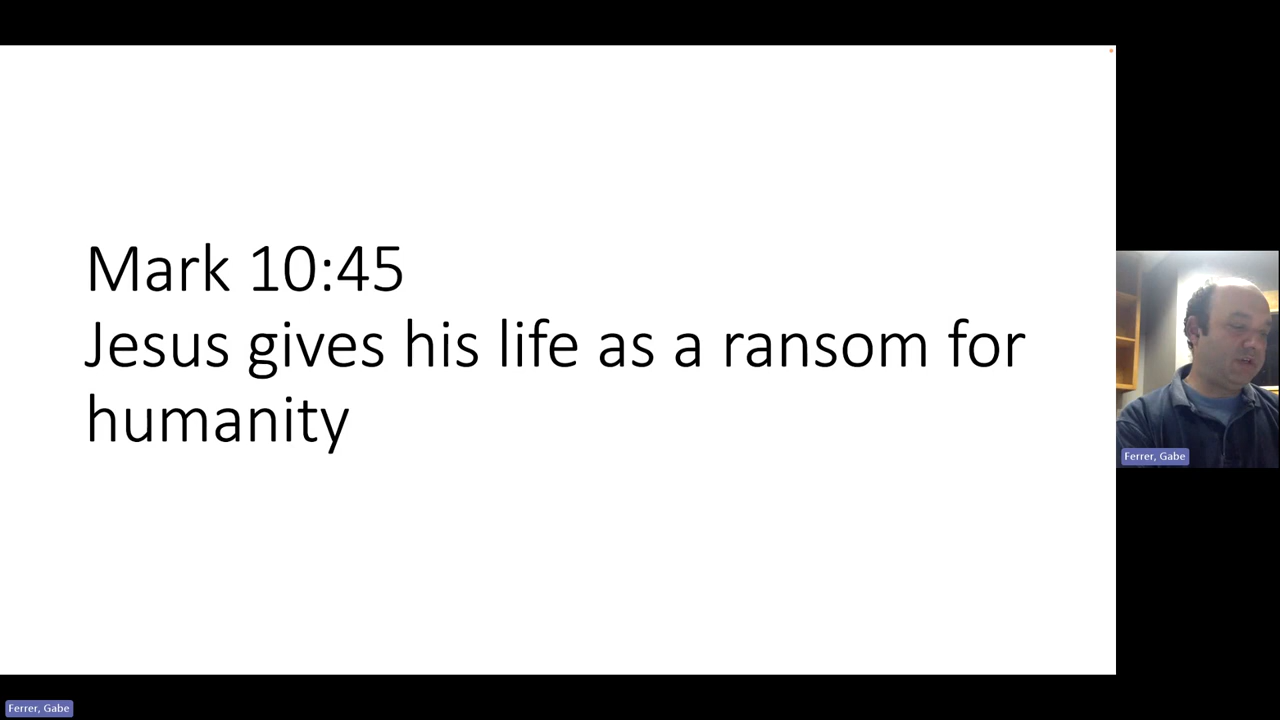 Mark 10:45
Jesus gives his life as a ransom for
humanity
Ferrer, Gabe
Ferrer, Gabe